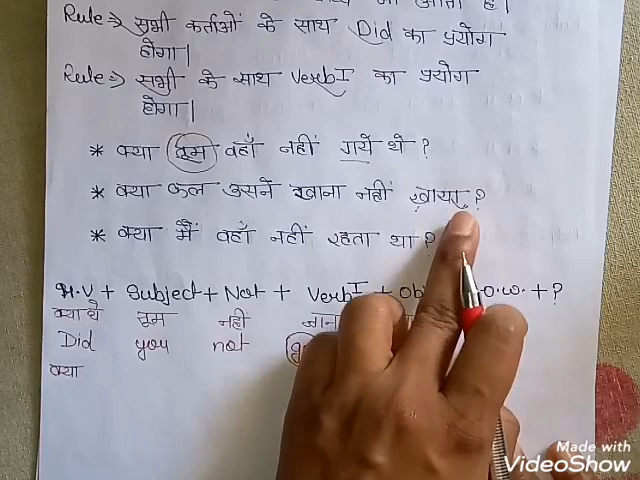 Rule⇒ सभी कर्ताओं के साथ Did का प्रयोग
होगा।
Rule⇒ सभी के साथ VerbI का प्रयोग
होगा।
* क्या तुम वहाँ नहीं गये थे?
* क्या कल उसने खाना नहीं खाया?
* क्या मैं वहाँ नहीं रहता था?
H.V + Subject + Not + VerbI + Ob O.W. + ?
क्या थे तुम नहीं जाना
Did you not
क्या
Made with
VideoShow